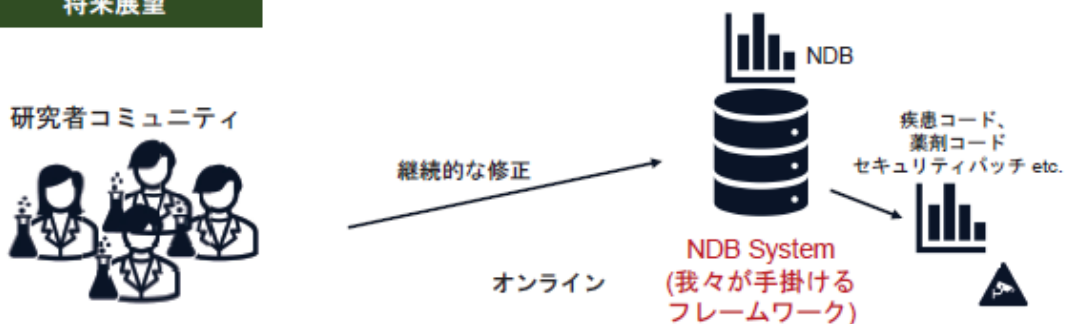 将来展望
NDB
研究者コミュニティ
疾患コード、
薬剤コード
セキュリティパッチ etc.
継続的な修正
オンライン
NDB System
(我々が手掛ける
フレームワーク)